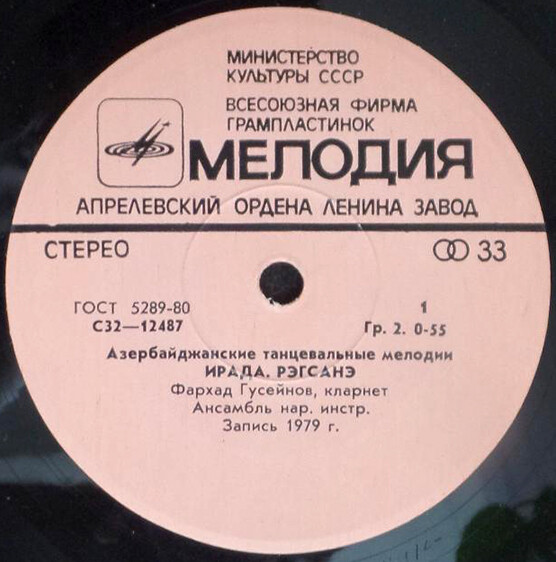 МИНИСТЕРСТВО
КУЛЬТУРЫ СССР
ВСЕСОЮЗНАЯ ФИРМА
ГРАМПЛАСТИНОК
МЕЛОДИЯ
АПРЕЛЕВСКИЙ ОРДЕНА ЛЕНИНА ЗАВОД
СТЕРЕО 33
ГОСТ 5289-80 1
С32—12487 Гр. 2. 0-55
Азербайджанские танцевальные мелодии
ИРАДА. РЭГСАНЭ
Фархад Гусейнов, кларнет
Ансамбль нар. инстр.
Запись 1979 г.